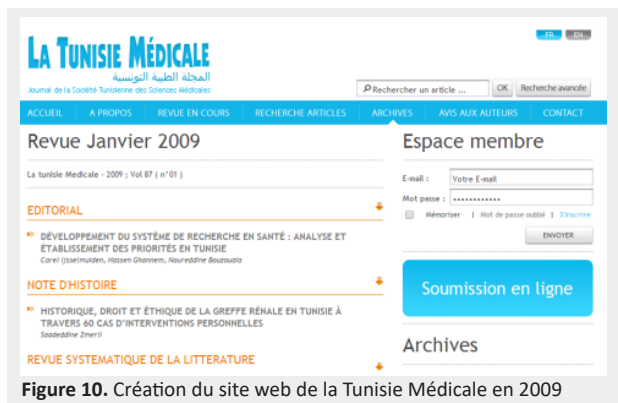 FR EN
LA TUNISIE MÉDICALE
المجلة الطبية التونسية
Journal de la Société Tunisienne des Sciences Médicales
Rechercher un article ... OK Recherche avancée
ACCUEIL A PROPOS REVUE EN COURS RECHERCHE ARTICLES ARCHIVES AVIS AUX AUTEURS CONTACT
Revue Janvier 2009
La tunisie Medicale - 2009 ; Vol 87 ( n°01 )
EDITORIAL
DÉVELOPPEMENT DU SYSTÈME DE RECHERCHE EN SANTÉ : ANALYSE ET
ÉTABLISSEMENT DES PRIORITÉS EN TUNISIE
Carel Ijsselmuiden, Hassen Ghannem, Noureddine Bouzouaïa
NOTE D'HISTOIRE
HISTORIQUE, DROIT ET ÉTHIQUE DE LA GREFFE RÉNALE EN TUNISIE À
TRAVERS 60 CAS D'INTERVENTIONS PERSONNELLES
Saadeddine Zmerli
REVUE SYSTEMATIQUE DE LA LITTERATURE
Espace membre
E-mail : Votre E-mail
Mot passe : ••••••••••••
Mémoriser | Mot de passe oublié | S'inscrire
ENVOYER
Soumission en ligne
Archives
Figure 10. Création du site web de la Tunisie Médicale en 2009